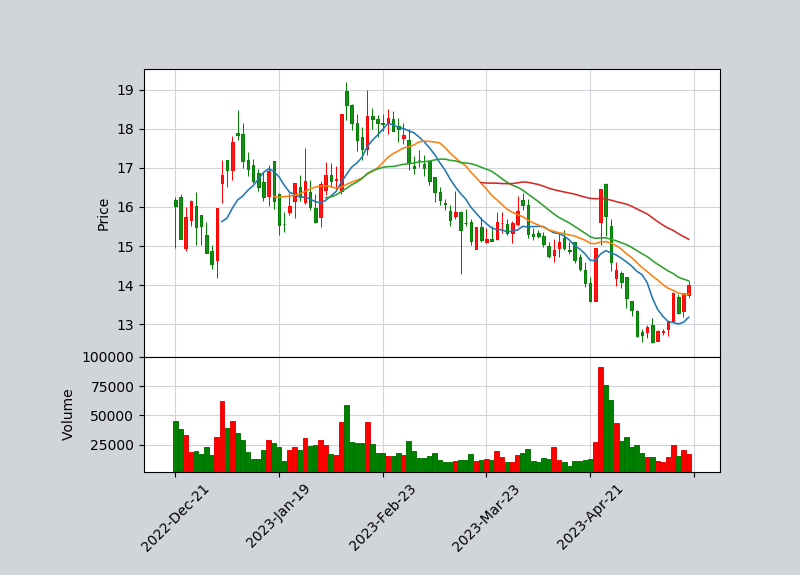 19
18
17
16
15
14
13
Price
100000
75000
50000
25000
Volume
2022-Dec-21
2023-Jan-19
2023-Feb-23
2023-Mar-23
2023-Apr-21